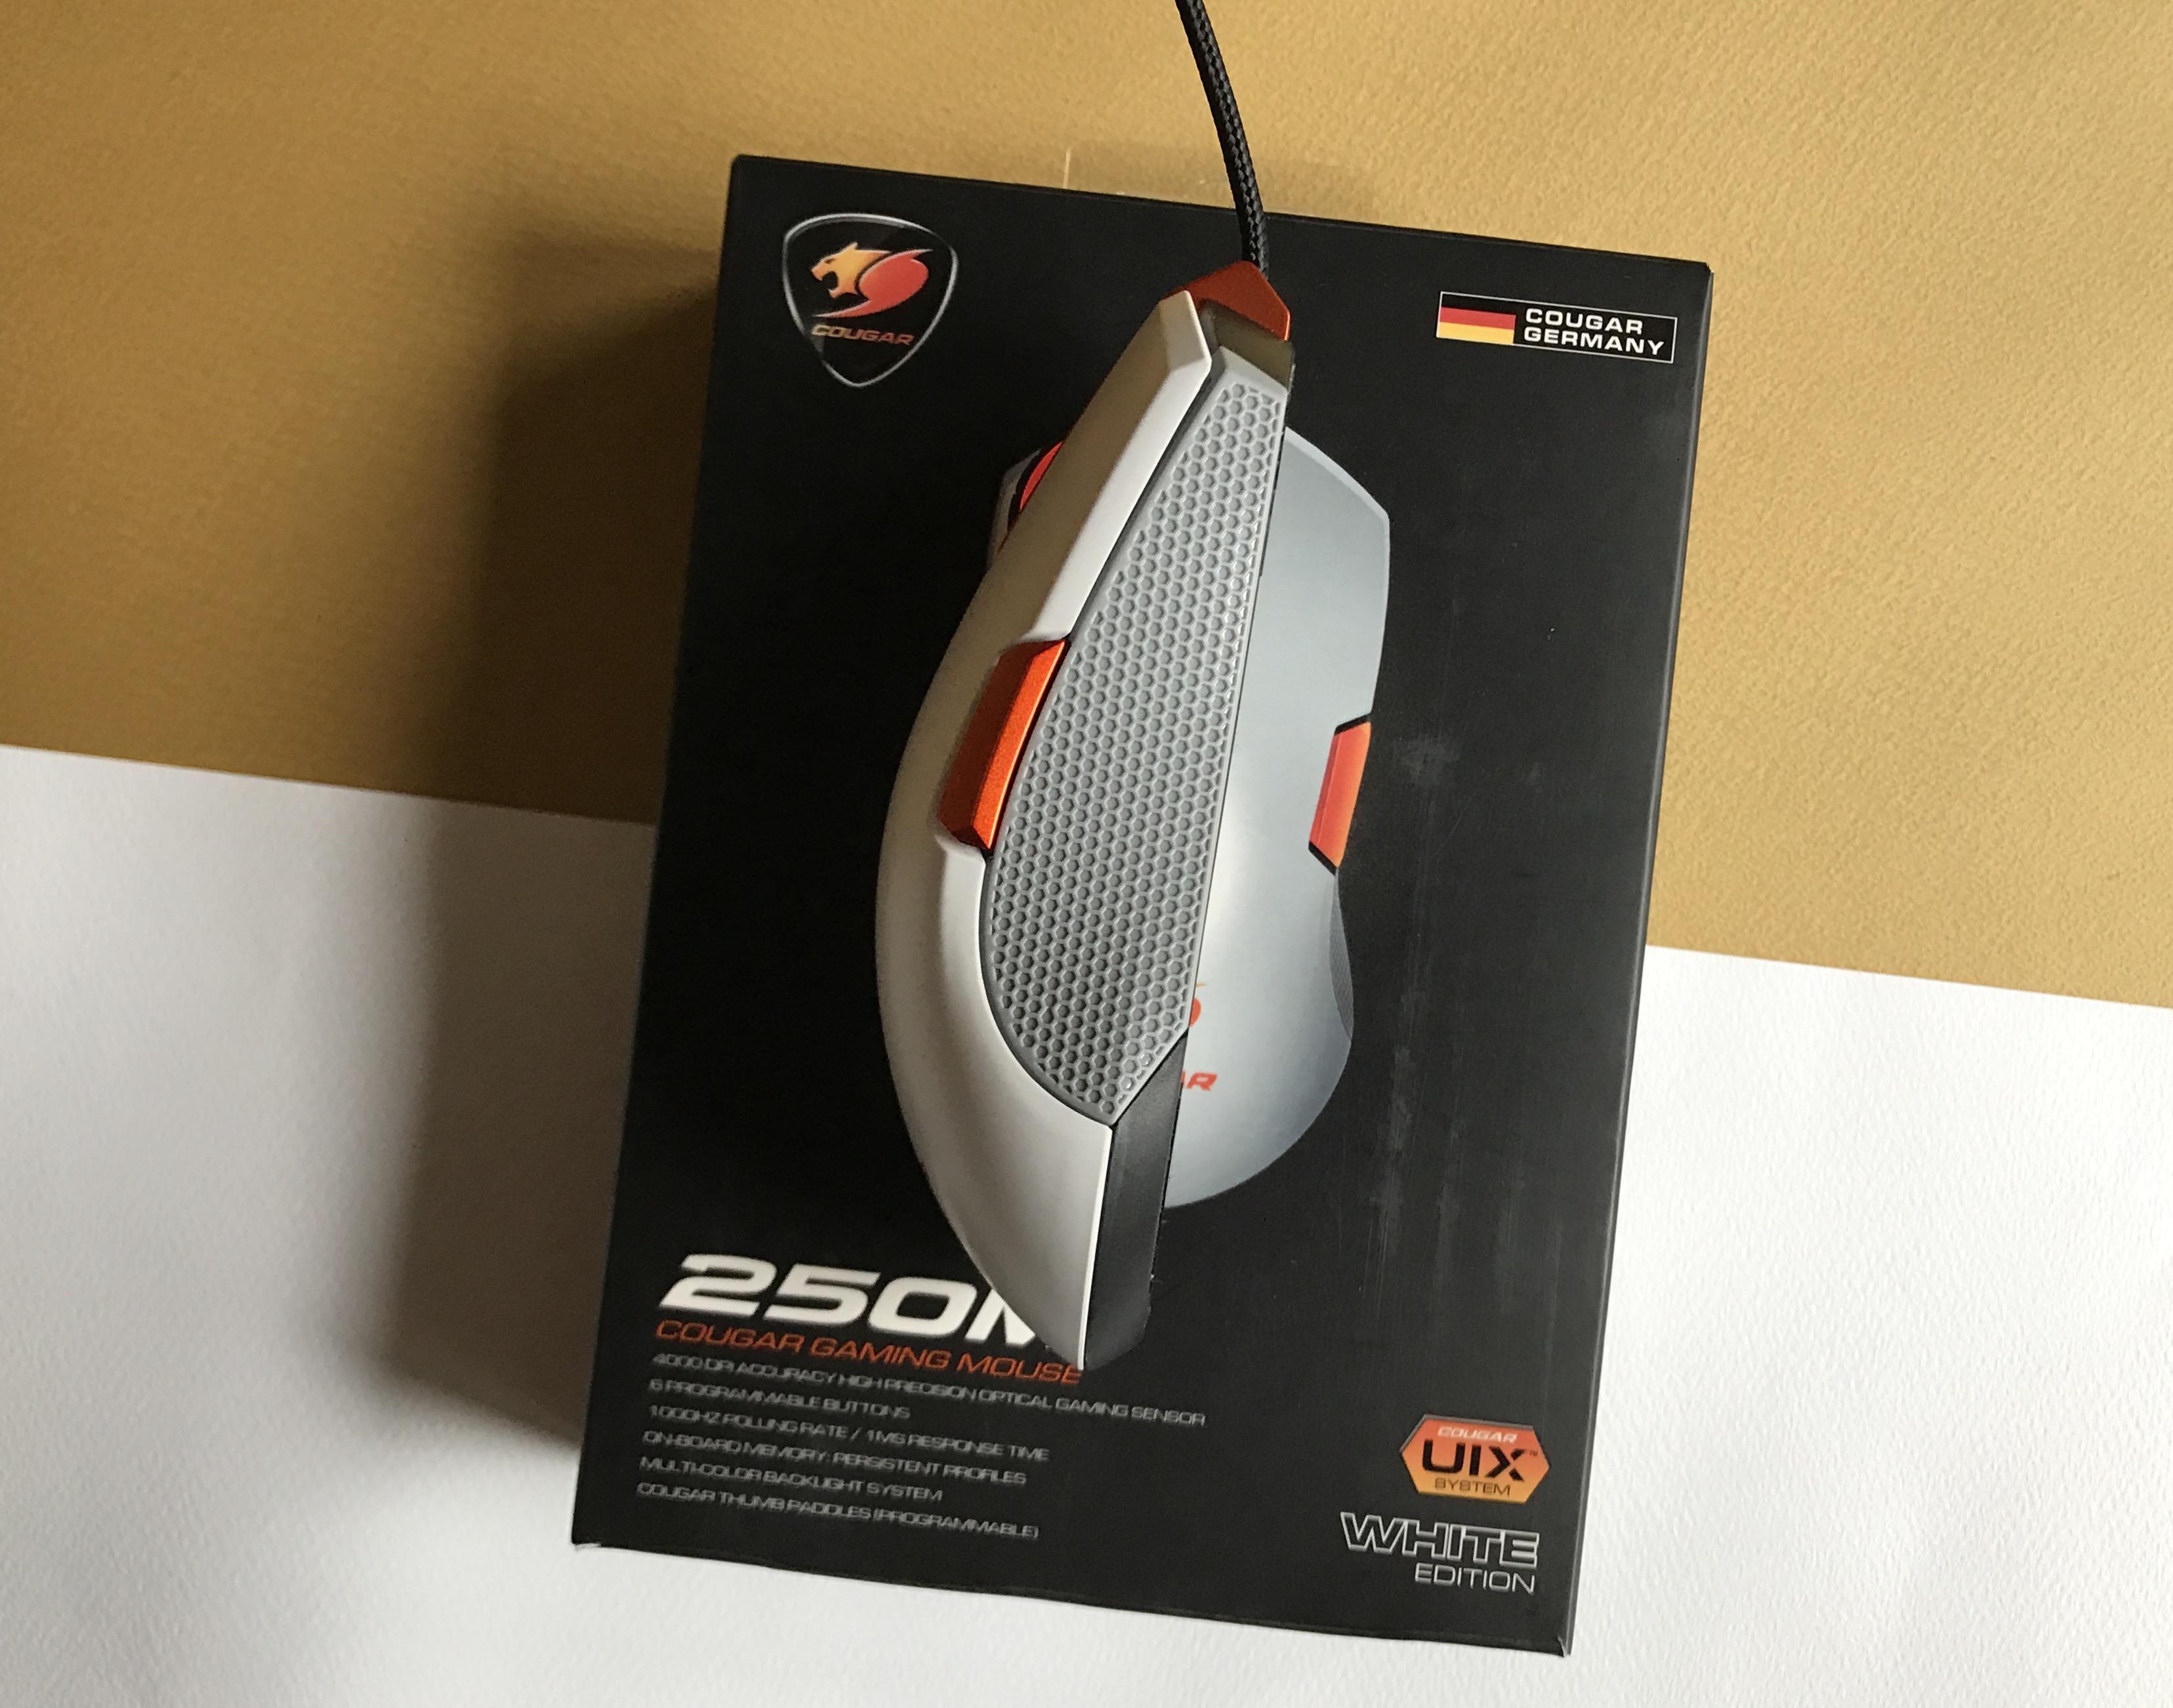 COUGAR
COUGAR
GERMANY
AR
250M
COUGAR GAMING MOUSE
4000 DPI ACCURACY HIGH PRECISION OPTICAL GAMING SENSOR
6 PROGRAMMABLE BUTTONS
1000HZ POLLING RATE / 1MS RESPONSE TIME
ON-BOARD MEMORY: PERSISTENT PROFILES
MULTI-COLOR BACKLIGHT SYSTEM
COUGAR THUMB PADDLES (PROGRAMMABLE)
COUGAR
UIX™
SYSTEM
WHITE
EDITION